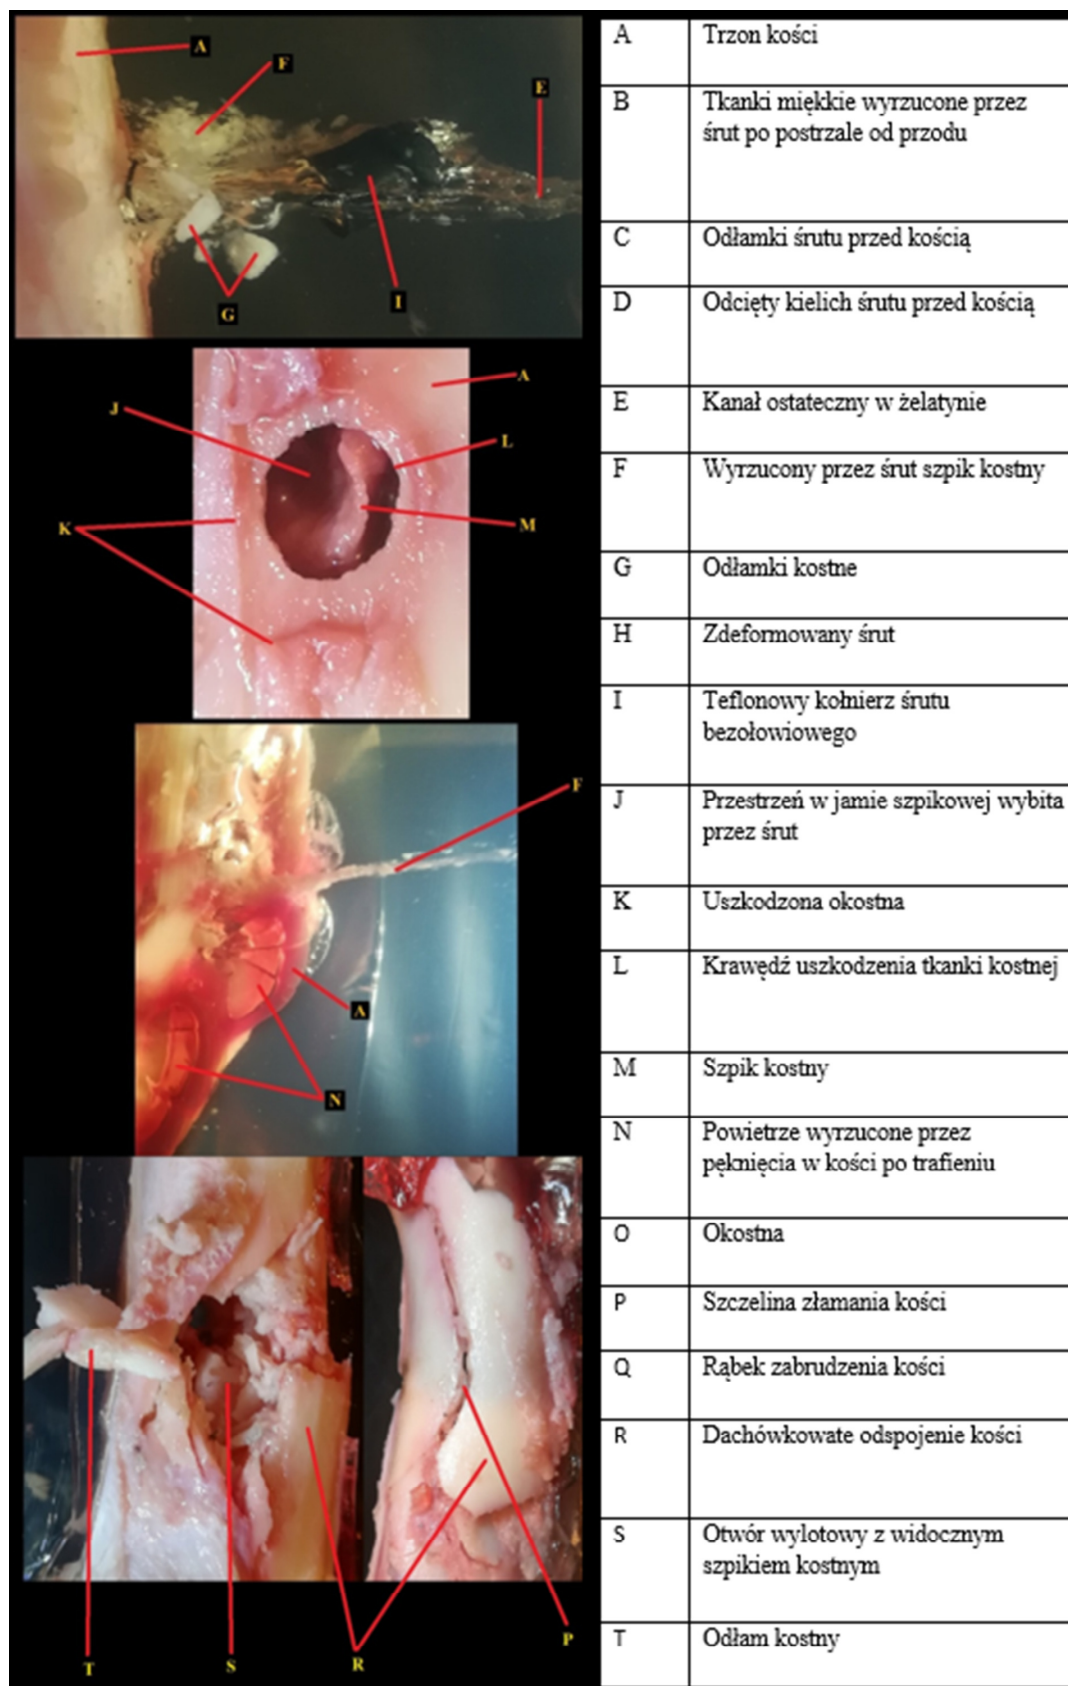 A
F
E
G
I
J
A
L
K
M
F
A
N
T
S
R
P
A Trzon kości
B Tkanki miękkie wyrzucone przez
śrut po postrzale od przodu
C Odłamki śrutu przed kością
D Odcięty kielich śrutu przed kością
E Kanał ostateczny w żelatynie
F Wyrzucony przez śrut szpik kostny
G Odłamki kostne
H Zdeformowany śrut
I Teflonowy kołnierz śrutu
bezołowiowego
J Przestrzeń w jamie szpikowej wybita
przez śrut
K Uszkodzona okostna
L Krawędź uszkodzenia tkanki kostnej
M Szpik kostny
N Powietrze wyrzucone przez
pęknięcia w kości po trafieniu
O Okostna
P Szczelina złamania kości
Q Rąbek zabrudzenia kości
R Dachówkowate odspojenie kości
S Otwór wylotowy z widocznym
szpikiem kostnym
T Odłam kostny